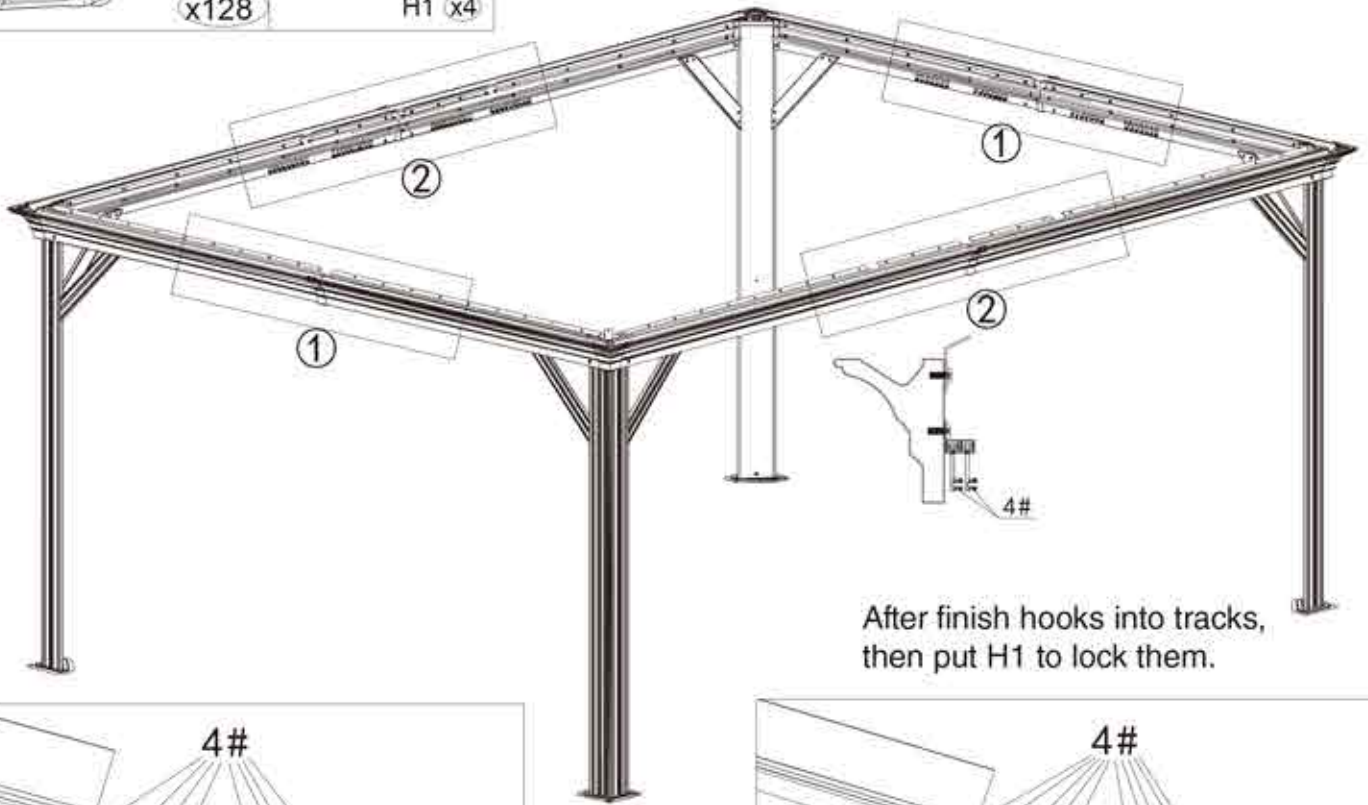 x128
H1 x4
①
②
①
②
4#
After finish hooks into tracks,
then put H1 to lock them.
4#
4#